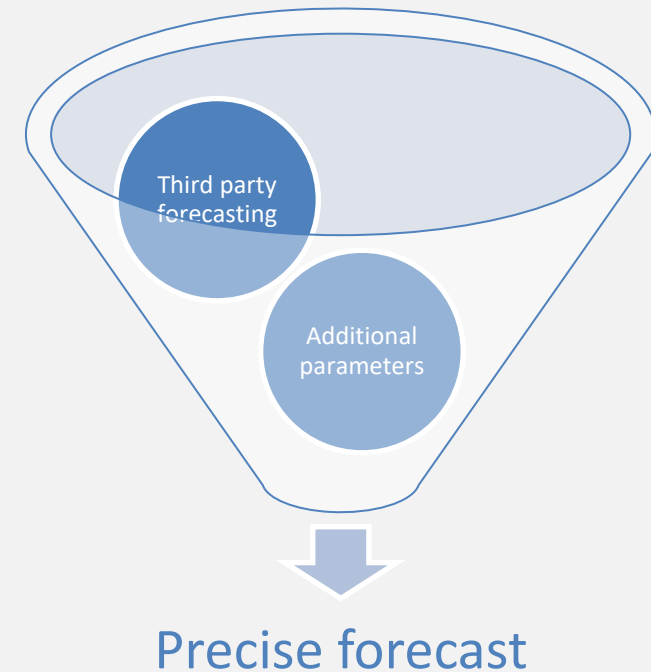 Third party
forecasting
Additional
parameters
Precise forecast